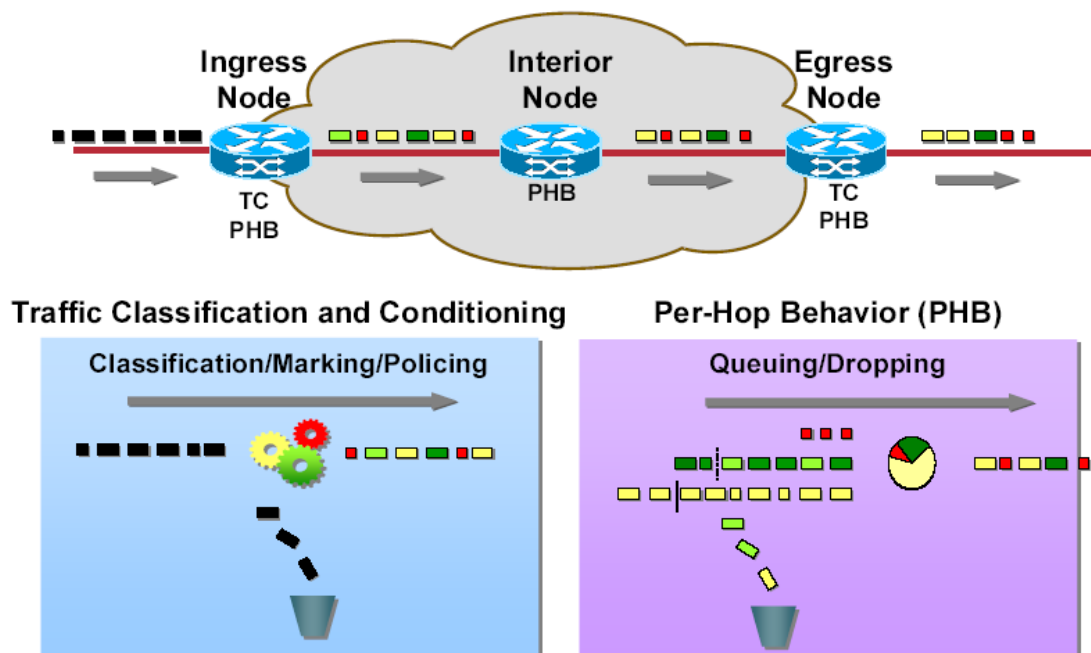 Ingress
Node
Interior
Node
Egress
Node
TC
PHB
PHB
TC
PHB
Traffic Classification and Conditioning
Per-Hop Behavior (PHB)
Classification/Marking/Policing
Queuing/Dropping